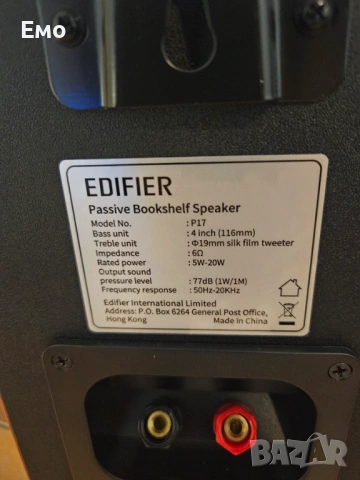 Emo
EDIFIER
Passive Bookshelf Speaker
Model No. : P17
Bass unit : 4 inch (116mm)
Treble unit : Φ19mm silk film tweeter
Impedance : 6Ω
Rated power : 5W-20W
Output sound
pressure level : 77dB (1W/1M)
Frequency response : 50Hz-20KHz
Edifier International Limited
Address: P.O. Box 6264 General Post Office,
Hong Kong Made in China
BAZAR